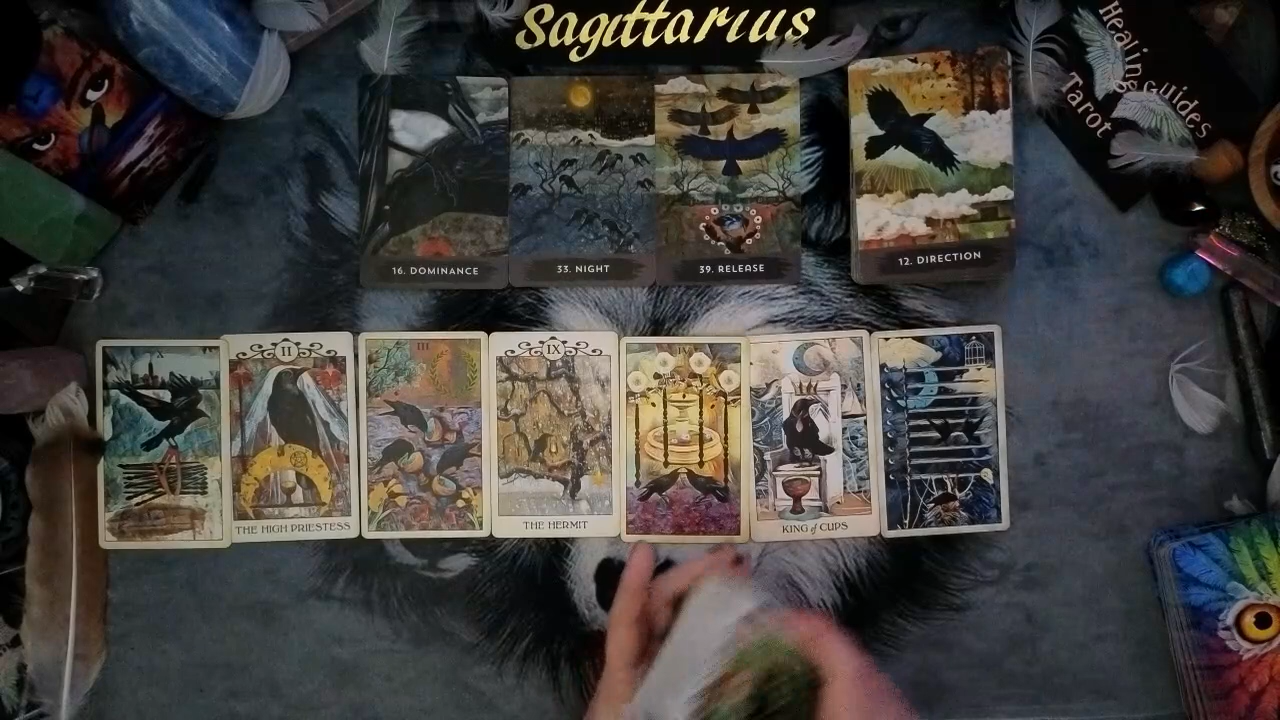 Sagittarius
Healing
Guides
Tarot
16. DOMINANCE
33. NIGHT
39. RELEASE
12. DIRECTION
X
II
THE HIGH PRIESTESS
III
IX
THE HERMIT
IV
KING of CUPS